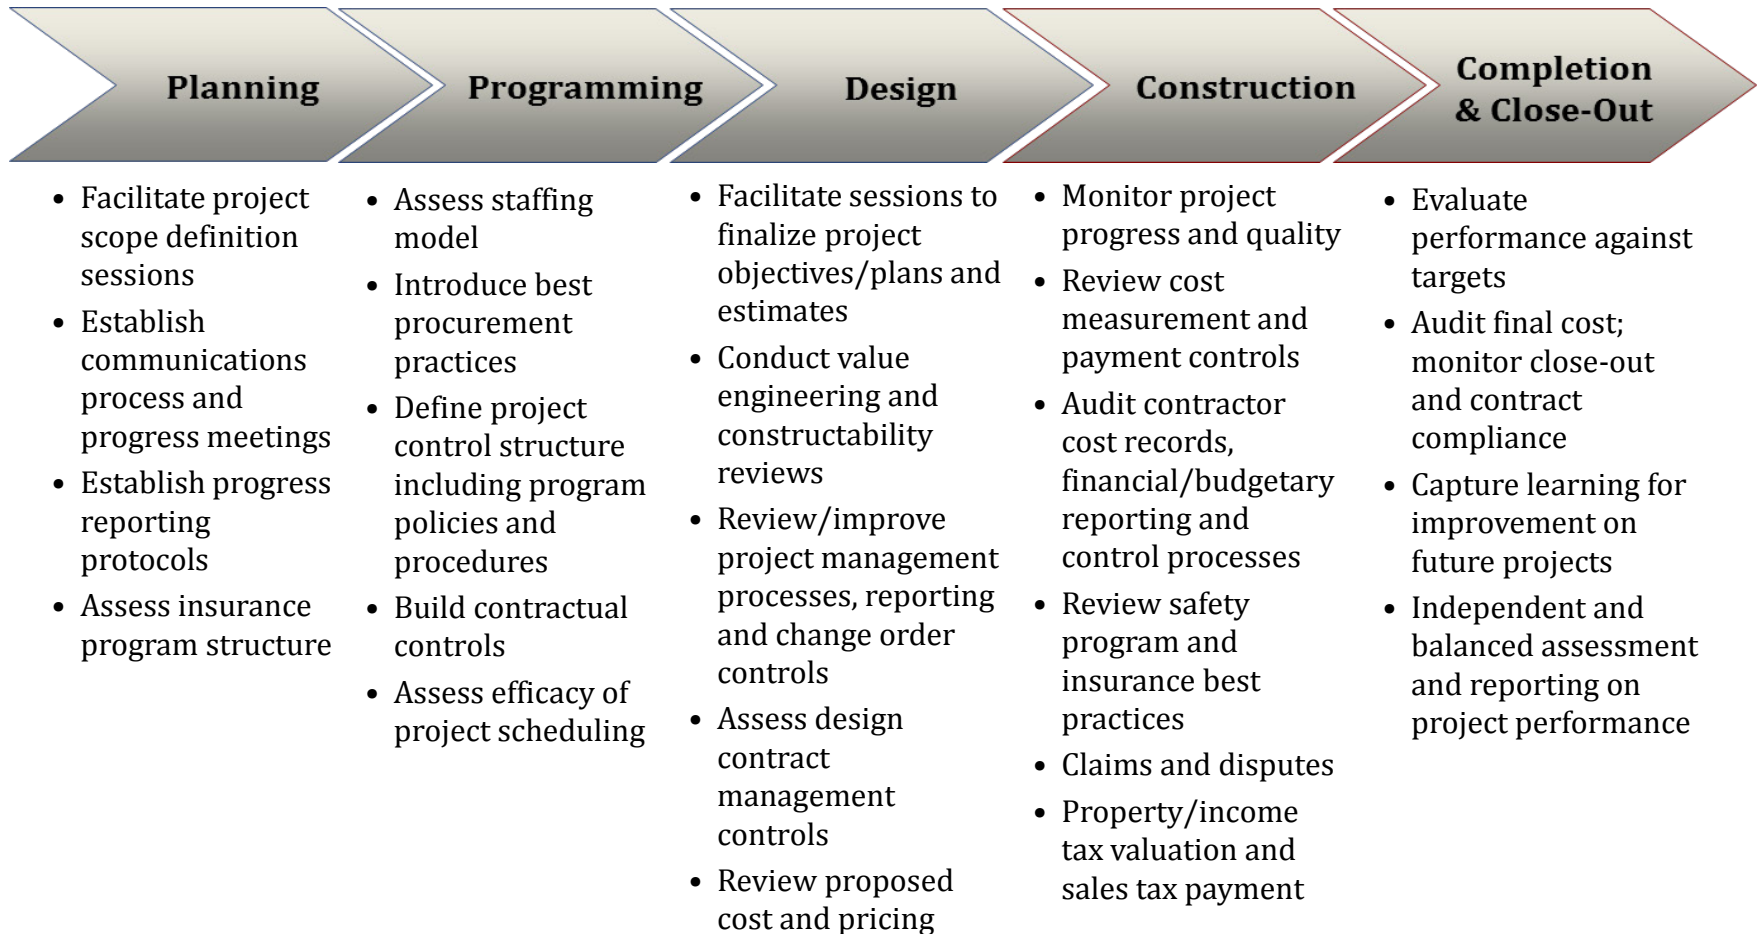 Planning
Programming
Design
Construction
Completion
& Close-Out
• Facilitate project
scope definition
sessions
• Establish
communications
process and
progress meetings
• Establish progress
reporting
protocols
• Assess insurance
program structure
• Assess staffing
model
• Introduce best
procurement
practices
• Define project
control structure
including program
policies and
procedures
• Build contractual
controls
• Assess efficacy of
project scheduling
• Facilitate sessions to
finalize project
objectives/plans and
estimates
• Conduct value
engineering and
constructability
reviews
• Review/improve
project management
processes, reporting
and change order
controls
• Assess design
contract
management
controls
• Review proposed
cost and pricing
• Monitor project
progress and quality
• Review cost
measurement and
payment controls
• Audit contractor
cost records,
financial/budgetary
reporting and
control processes
• Review safety
program and
insurance best
practices
• Claims and disputes
• Property/income
tax valuation and
sales tax payment
• Evaluate
performance against
targets
• Audit final cost;
monitor close-out
and contract
compliance
• Capture learning for
improvement on
future projects
• Independent and
balanced assessment
and reporting on
project performance